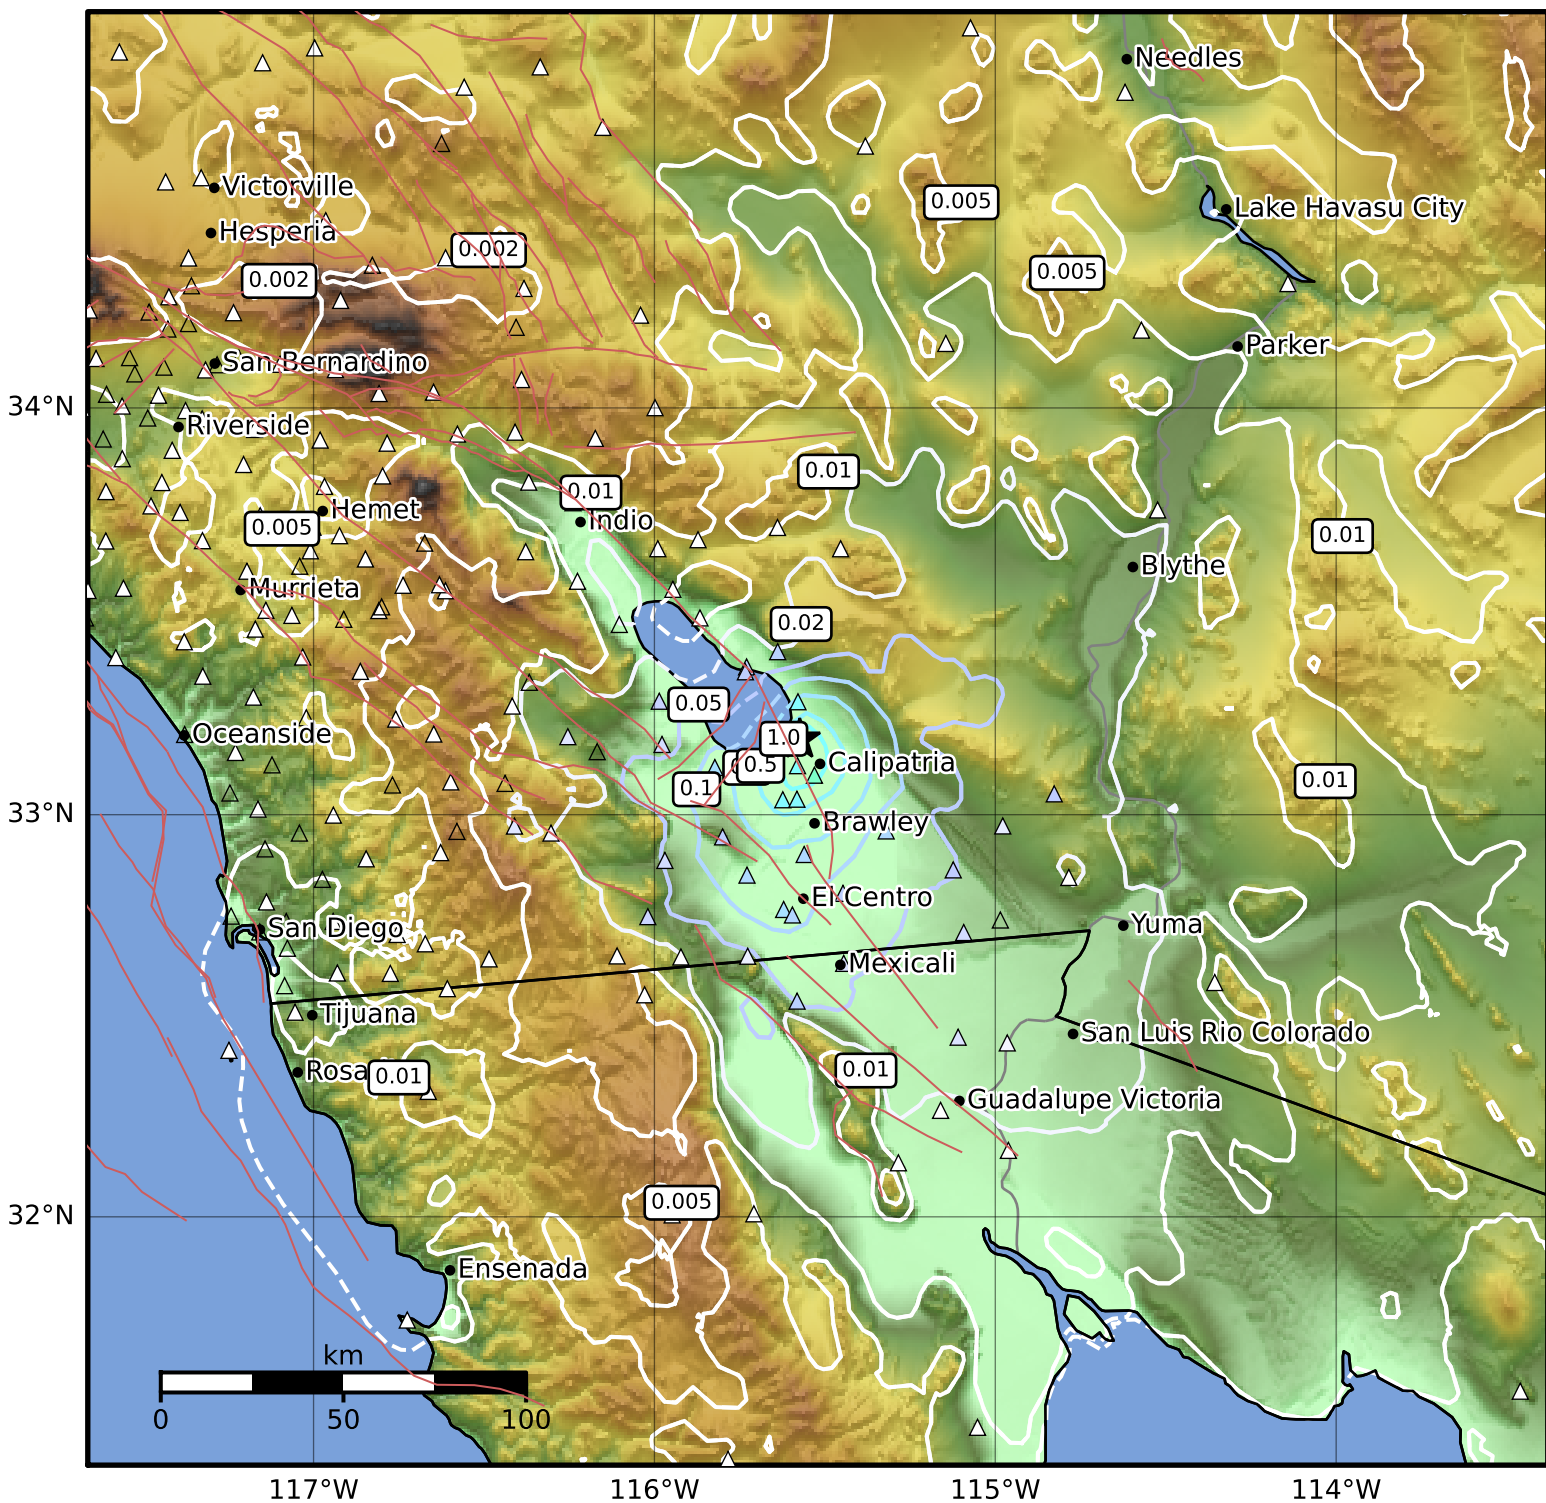 Needles
Victorville
0.005
Lake Havasu City
Hesperia
0.002
0.002
0.005
Parker
San Bernardino
34°N
Riverside
0.01
0.01
Hemet
Indio
0.005
0.01
Blythe
Murrieta
0.02
0.05
Oceanside
1.0
Calipatria
0.5
0.1
0.01
33°N
Brawley
El Centro
San Diego
Yuma
Mexicali
Tijuana
San Luis Rio Colorado
Rosa
0.01
0.01
Guadalupe Victoria
0.005
32°N
Ensenada
km
0 50 100
117°W 116°W 115°W 114°W